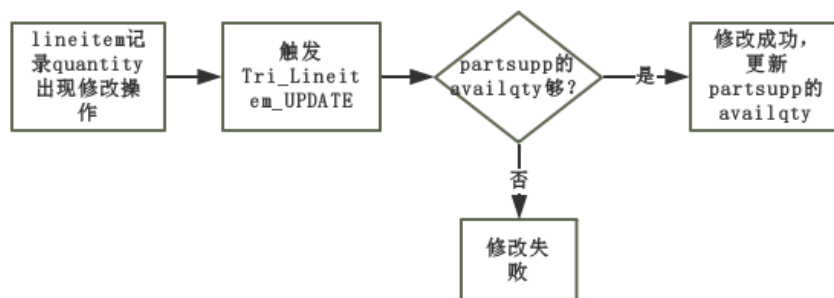 lineitem记
录quantity
出现修改操
作
触发
Tri_Lineit
em_UPDATE
partsupp的
availqty够？
是
修改成功，
更新
partsupp的
availqty
否
修改失
败